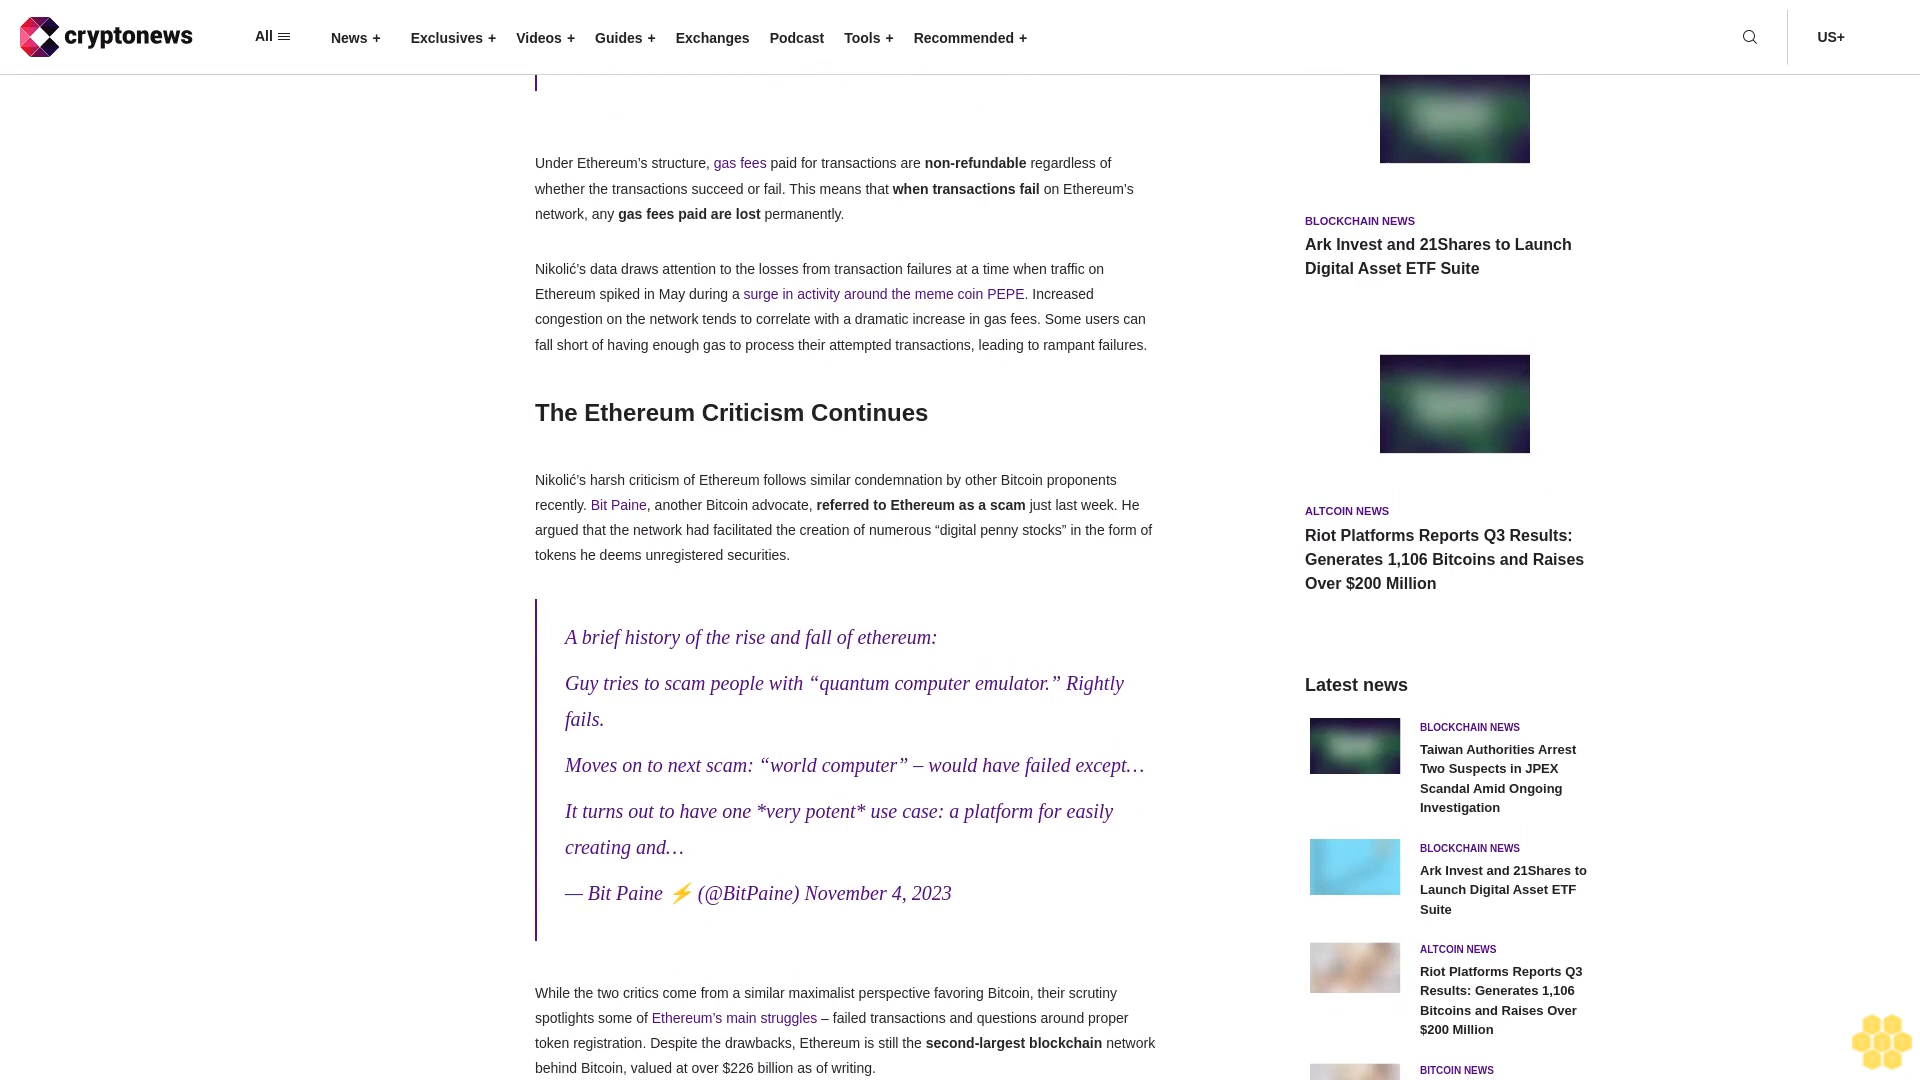 cryptonews
All
News +
Exclusives +
Videos +
Guides +
Exchanges
Podcast
Tools +
Recommended +
US+
Under Ethereum’s structure, gas fees paid for transactions are non-refundable regardless of
whether the transactions succeed or fail. This means that when transactions fail on Ethereum’s
network, any gas fees paid are lost permanently.
Nikolić’s data draws attention to the losses from transaction failures at a time when traffic on
Ethereum spiked in May during a surge in activity around the meme coin PEPE. Increased
congestion on the network tends to correlate with a dramatic increase in gas fees. Some users can
fall short of having enough gas to process their attempted transactions, leading to rampant failures.
The Ethereum Criticism Continues
Nikolić’s harsh criticism of Ethereum follows similar condemnation by other Bitcoin proponents
recently. Bit Paine, another Bitcoin advocate, referred to Ethereum as a scam just last week. He
argued that the network had facilitated the creation of numerous “digital penny stocks” in the form of
tokens he deems unregistered securities.
A brief history of the rise and fall of ethereum:
Guy tries to scam people with “quantum computer emulator.” Rightly
fails.
Moves on to next scam: “world computer” – would have failed except…
It turns out to have one *very potent* use case: a platform for easily
creating and…
— Bit Paine ⚡ (@BitPaine) November 4, 2023
While the two critics come from a similar maximalist perspective favoring Bitcoin, their scrutiny
spotlights some of Ethereum’s main struggles – failed transactions and questions around proper
token registration. Despite the drawbacks, Ethereum is still the second-largest blockchain network
behind Bitcoin, valued at over $226 billion as of writing.
BLOCKCHAIN NEWS
Ark Invest and 21Shares to Launch
Digital Asset ETF Suite
ALTCOIN NEWS
Riot Platforms Reports Q3 Results:
Generates 1,106 Bitcoins and Raises
Over $200 Million
Latest news
BLOCKCHAIN NEWS
Taiwan Authorities Arrest
Two Suspects in JPEX
Scandal Amid Ongoing
Investigation
BLOCKCHAIN NEWS
Ark Invest and 21Shares to
Launch Digital Asset ETF
Suite
ALTCOIN NEWS
Riot Platforms Reports Q3
Results: Generates 1,106
Bitcoins and Raises Over
$200 Million
BITCOIN NEWS